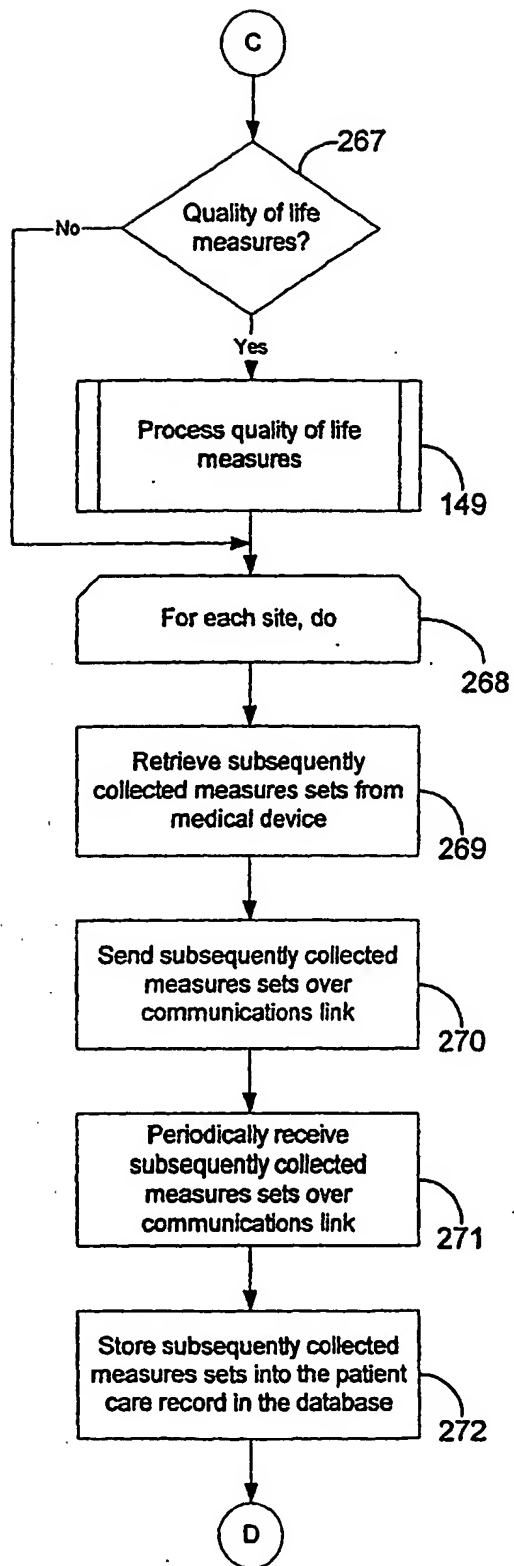 C
267
Quality of life
measures?
No
Yes
Process quality of life
measures
149
For each site, do
268
Retrieve subsequently
collected measures sets from
medical device
269
Send subsequently collected
measures sets over
communications link
270
Periodically receive
subsequently collected
measures sets over
communications link
271
Store subsequently collected
measures sets into the patient
care record in the database
272
D